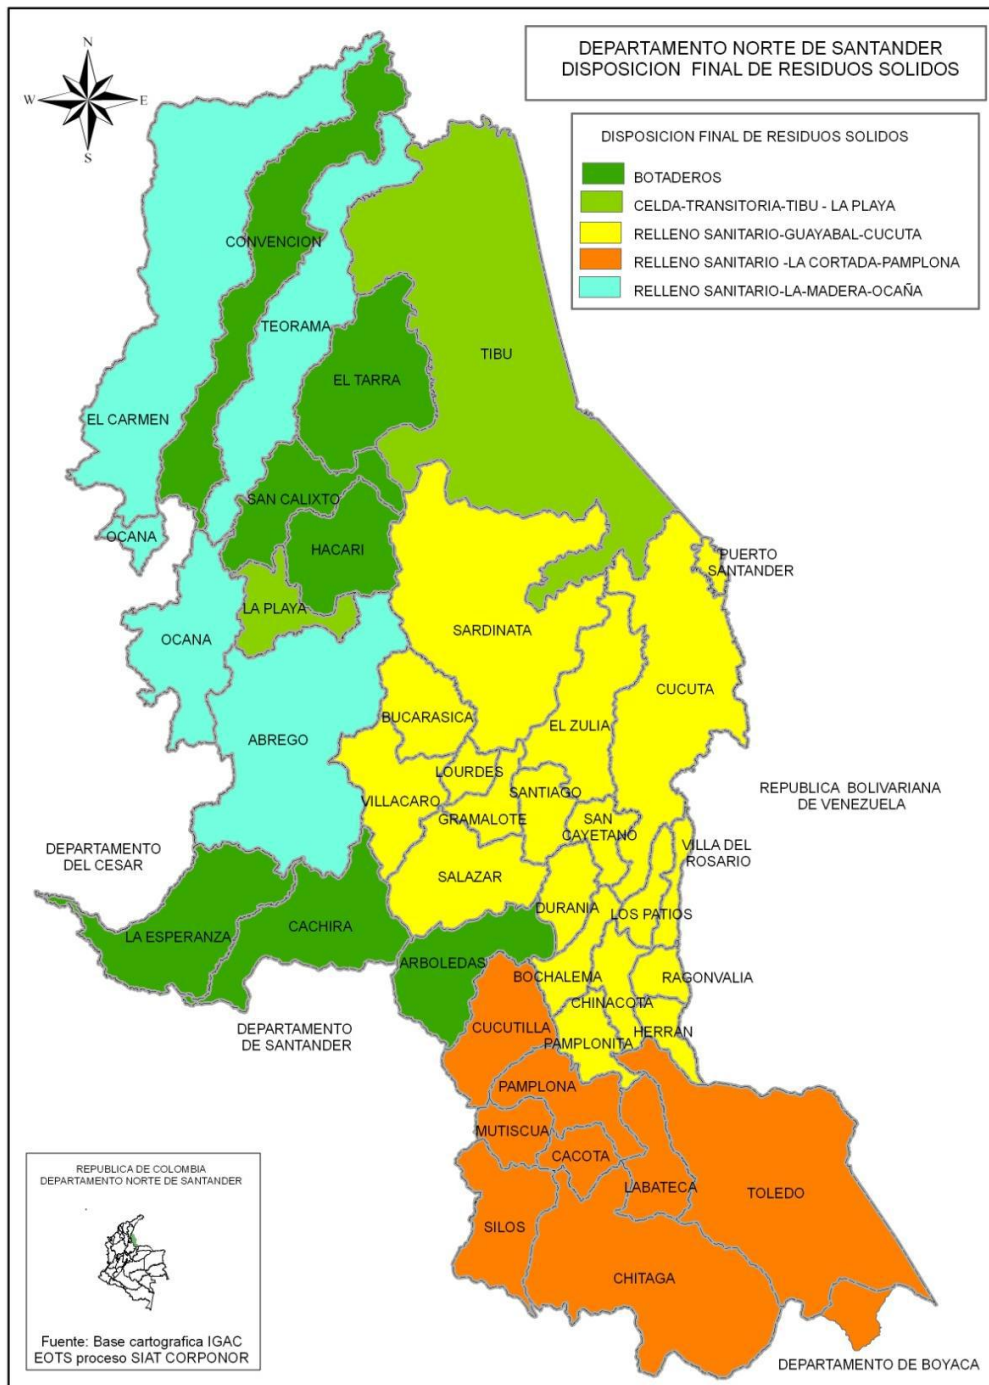 DEPARTAMENTO NORTE DE SANTANDER
DISPOSICION FINAL DE RESIDUOS SOLIDOS
N
W
E
S
DISPOSICION FINAL DE RESIDUOS SOLIDOS
BOTADEROS
CELDA-TRANSITORIA-TIBU - LA PLAYA
RELLENO SANITARIO-GUAYABAL-CUCUTA
RELLENO SANITARIO -LA CORTADA-PAMPLONA
RELLENO SANITARIO-LA-MADERA-OCAÑA
CONVENCION
TEORAMA
TIBU
EL TARRA
EL CARMEN
SAN CALIXTO
OCANA
HACARI
PUERTO
SANTANDER
LA PLAYA
OCANA
SARDINATA
CUCUTA
BUCARASICA
EL ZULIA
ABREGO
LOURDES
SANTIAGO
VILLACARO
GRAMALOTE
SAN
CAYETANO
REPUBLICA BOLIVARIANA
DE VENEZUELA
DEPARTAMENTO
DEL CESAR
VILLA DEL
ROSARIO
SALAZAR
DURANIA
LOS PATIOS
LA ESPERANZA
CACHIRA
ARBOLEDAS
BOCHALEMA
RAGONVALIA
CHINACOTA
DEPARTAMENTO
DE SANTANDER
CUCUTILLA
HERRAN
PAMPLONITA
PAMPLONA
MUTISCUA
CACOTA
LABATECA
TOLEDO
SILOS
CHITAGA
REPUBLICA DE COLOMBIA
DEPARTAMENTO NORTE DE SANTANDER
Fuente: Base cartografica IGAC
EOTS proceso SIAT CORPONOR
DEPARTAMENTO DE BOYACA